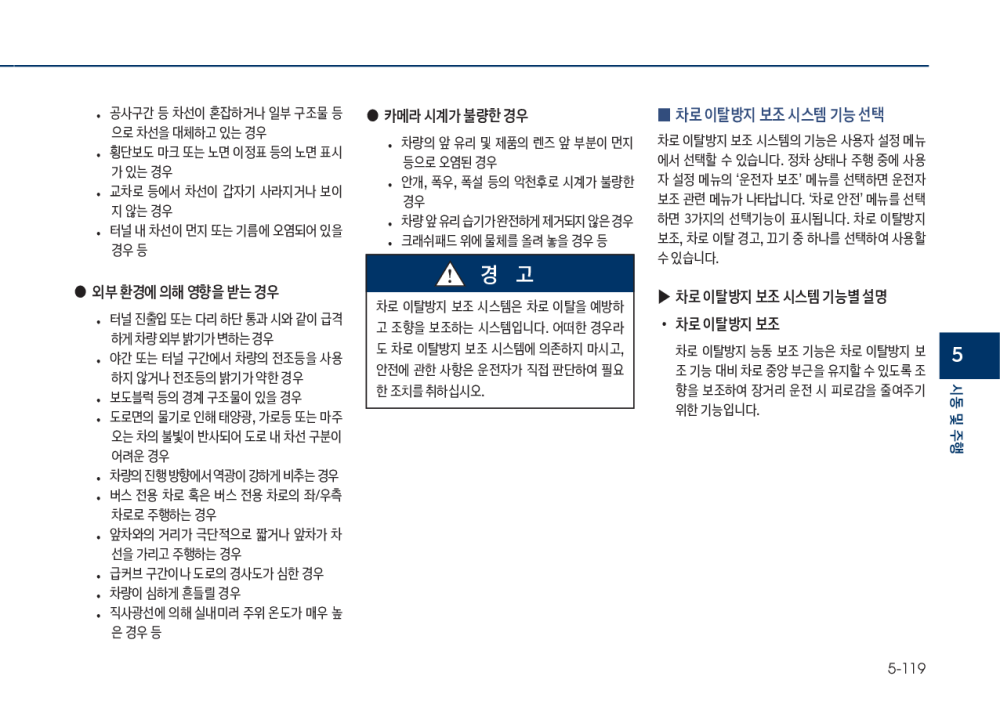 • 공사구간 등 차선이 혼잡하거나 일부 구조물 등
으로 차선을 대체하고 있는 경우
• 횡단보도 마크 또는 노면 이정표 등의 노면 표시
가 있는 경우
• 교차로 등에서 차선이 갑자기 사라지거나 보이
지 않는 경우
• 터널 내 차선이 먼지 또는 기름에 오염되어 있을
경우 등
● 외부 환경에 의해 영향을 받는 경우
• 터널 진출입 또는 다리 하단 통과 시와 같이 급격
하게 차량 외부 밝기가 변하는 경우
• 야간 또는 터널 구간에서 차량의 전조등을 사용
하지 않거나 전조등의 밝기가 약한 경우
• 보도블럭 등의 경계 구조물이 있을 경우
• 도로면의 물기로 인해 태양광, 가로등 또는 마주
오는 차의 불빛이 반사되어 도로 내 차선 구분이
어려운 경우
• 차량의 진행 방향에서 역광이 강하게 비추는 경우
• 버스 전용 차로 혹은 버스 전용 차로의 좌/우측
차로로 주행하는 경우
• 앞차와의 거리가 극단적으로 짧거나 앞차가 차
선을 가리고 주행하는 경우
• 급커브 구간이나 도로의 경사도가 심한 경우
• 차량이 심하게 흔들릴 경우
• 직사광선에 의해 실내미러 주위 온도가 매우 높
은 경우 등
● 카메라 시계가 불량한 경우
• 차량의 앞 유리 및 제품의 렌즈 앞 부분이 먼지
등으로 오염된 경우
• 안개, 폭우, 폭설 등의 악천후로 시계가 불량한
경우
• 차량 앞 유리 습기가 완전하게 제거되지 않은 경우
• 크래쉬패드 위에 물체를 올려 놓을 경우 등
경 고
차로 이탈방지 보조 시스템은 차로 이탈을 예방하
고 조향을 보조하는 시스템입니다. 어떠한 경우라
도 차로 이탈방지 보조 시스템에 의존하지 마시고,
안전에 관한 사항은 운전자가 직접 판단하여 필요
한 조치를 취하십시오.
■ 차로 이탈방지 보조 시스템 기능 선택
차로 이탈방지 보조 시스템의 기능은 사용자 설정 메뉴
에서 선택할 수 있습니다. 정차 상태나 주행 중에 사용
자 설정 메뉴의 ‘운전자 보조’ 메뉴를 선택하면 운전자
보조 관련 메뉴가 나타납니다. ‘차로 안전’ 메뉴를 선택
하면 3가지의 선택기능이 표시됩니다. 차로 이탈방지
보조, 차로 이탈 경고, 끄기 중 하나를 선택하여 사용할
수 있습니다.
▶ 차로 이탈방지 보조 시스템 기능별 설명
• 차로 이탈방지 보조
차로 이탈방지 능동 보조 기능은 차로 이탈방지 보
조 기능 대비 차로 중앙 부근을 유지할 수 있도록 조
향을 보조하여 장거리 운전 시 피로감을 줄여주기
위한 기능입니다.
5
시동 및 주행
5-119